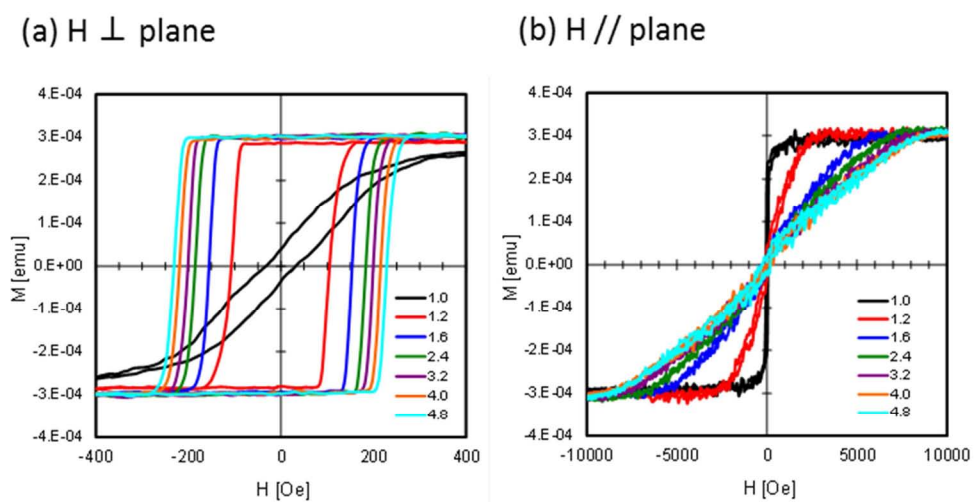 (a) H ⊥ plane
4.E-04
3.E-04
2.E-04
1.E-04
0.E+00
-1.E-04
-2.E-04
-3.E-04
-4.E-04
M [emu]
-400
-200
0
200
400
H [Oe]
1.0
1.2
1.6
2.4
3.2
4.0
4.8
(b) H // plane
4.E-04
3.E-04
2.E-04
1.E-04
0.E+00
-1.E-04
-2.E-04
-3.E-04
-4.E-04
M [emu]
-10000
-5000
0
5000
10000
H [Oe]
1.0
1.2
1.6
2.4
3.2
4.0
4.8